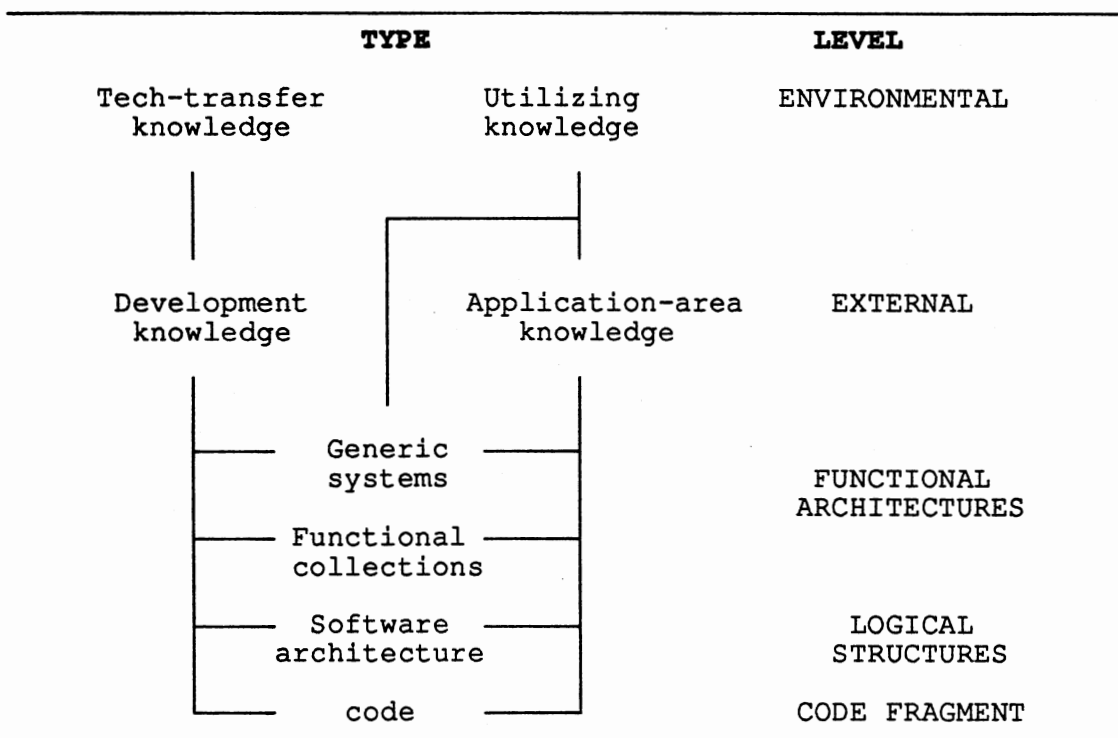 TYPE LEVEL
Tech-transfer Utilizing ENVIRONMENTAL
knowledge knowledge
Development Application-area EXTERNAL
knowledge knowledge
Generic
systems FUNCTIONAL
ARCHITECTURES
Functional
collections
Software LOGICAL
architecture STRUCTURES
code CODE FRAGMENT